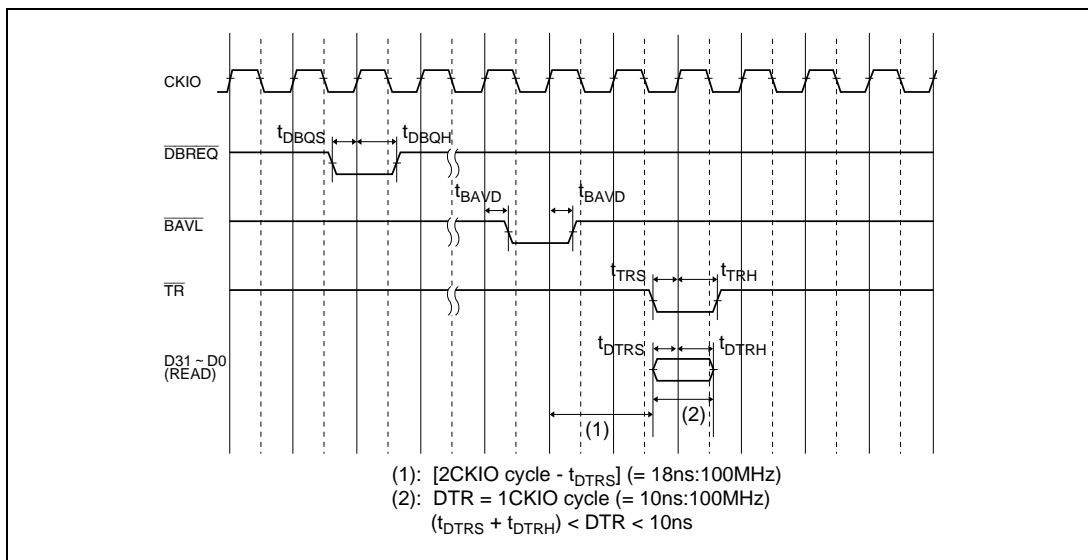 CKIO
tDBQS tDBQH
DBREQ
tBAVD tBAVD
BAVL
tTRS tTRH
TR
tDTRS tDTRH
D31 ~ D0
(READ)
(1) (2)
(1): [2CKIO cycle - tDTRS] (= 18ns:100MHz)
(2): DTR = 1CKIO cycle (= 10ns:100MHz)
(tDTRS + tDTRH) < DTR < 10ns